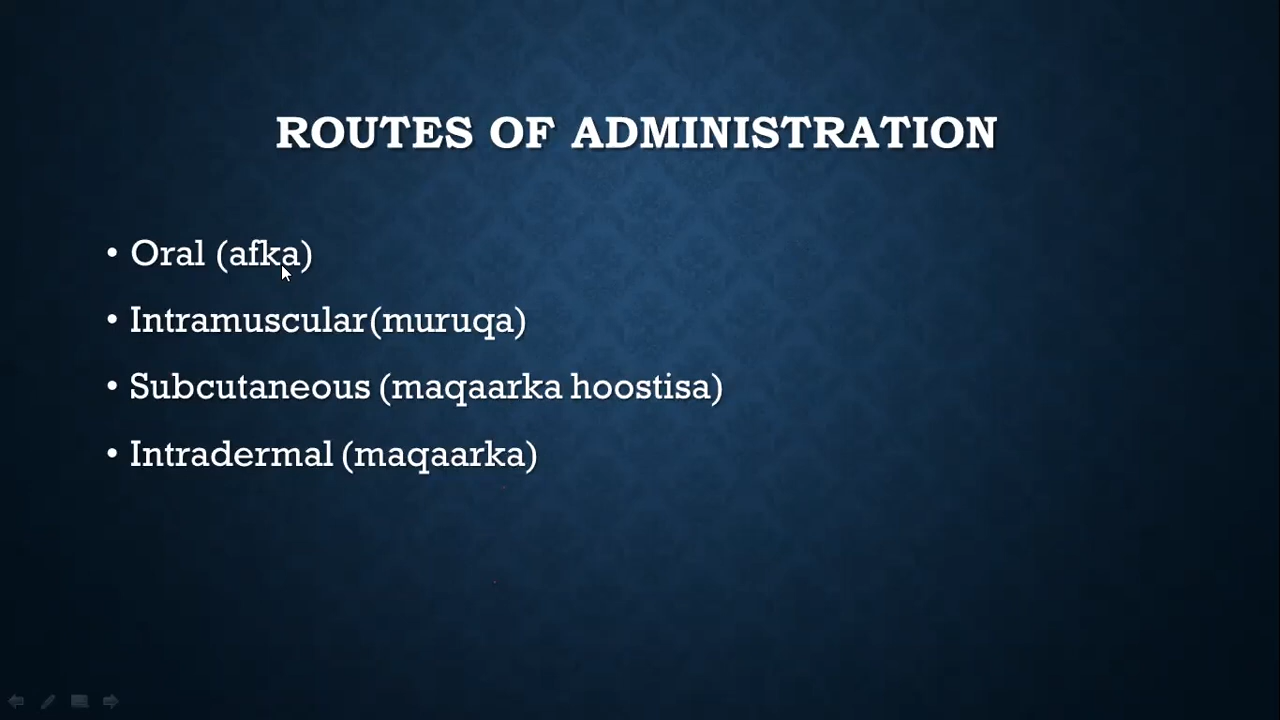 ROUTES OF ADMINISTRATION
• Oral (afka)
• Intramuscular(muruqa)
• Subcutaneous (maqaarka hoostisa)
• Intradermal (maqaarka)